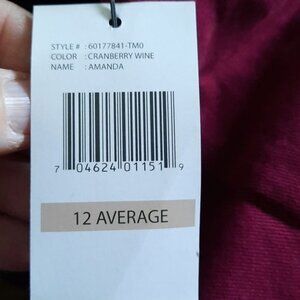 STYLE # : 60177841-TM0
COLOR : CRANBERRY WINE
NAME : AMANDA
7 04624 01151 9
12 AVERAGE